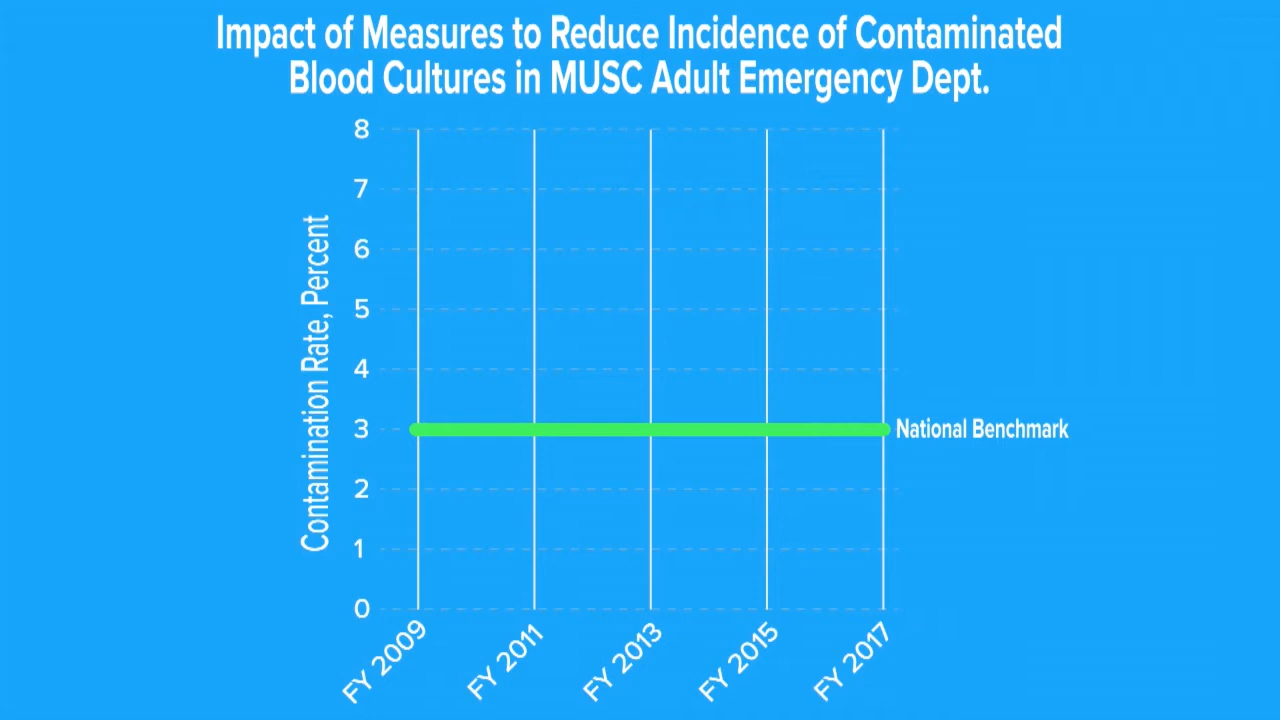 Impact of Measures to Reduce Incidence of Contaminated
Blood Cultures in MUSC Adult Emergency Dept.
Contamination Rate, Percent
8
7
6
5
4
3
2
1
0
National Benchmark
FY 2009
FY 2011
FY 2013
FY 2015
FY 2017